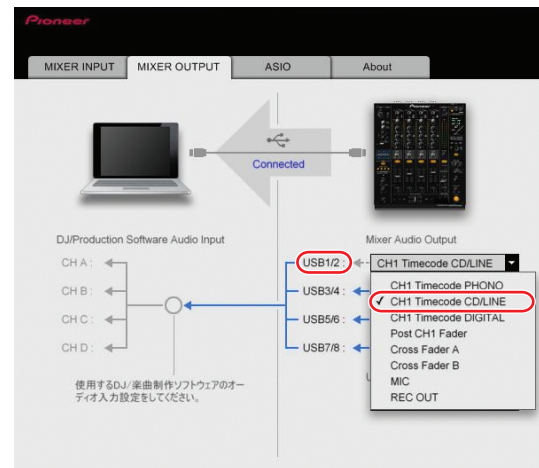 Pioneer
MIXER INPUT
MIXER OUTPUT
ASIO
About
Connected
DJ/Production Software Audio Input
Mixer Audio Output
CH A :
CH B :
CH C :
CH D :
USB1/2 :
USB3/4 :
USB5/6 :
USB7/8 :
CH1 Timecode CD/LINE
CH1 Timecode PHONO
✓ CH1 Timecode CD/LINE
CH1 Timecode DIGITAL
Post CH1 Fader
Cross Fader A
Cross Fader B
MIC
REC OUT
使用するDJ/楽曲制作ソフトウェアのオー
ディオ入力設定をしてください。